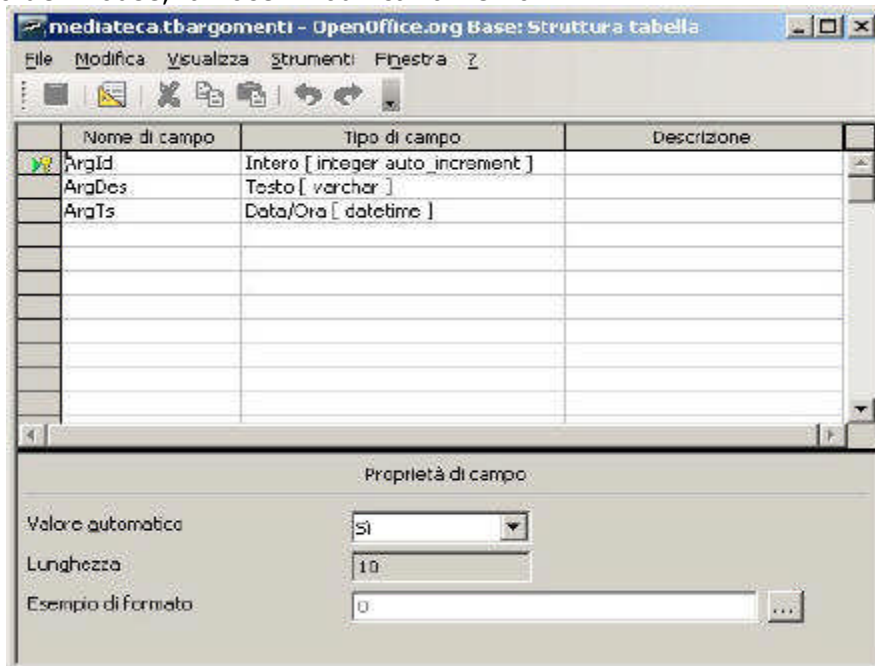 mediateca.tbargomenti - OpenOffice.org Base: Struttura tabella
File Modifica Visualizza Strumenti Finestra ?
Nome di campo Tipo di campo Descrizione
ArgId Intero [ integer auto_increment ]
ArgDes Testo [ varchar ]
ArgTs Data/Ora [ datetime ]
Proprietà di campo
Valore automatico Sì
Lunghezza 10
Esempio di formato 0 ...